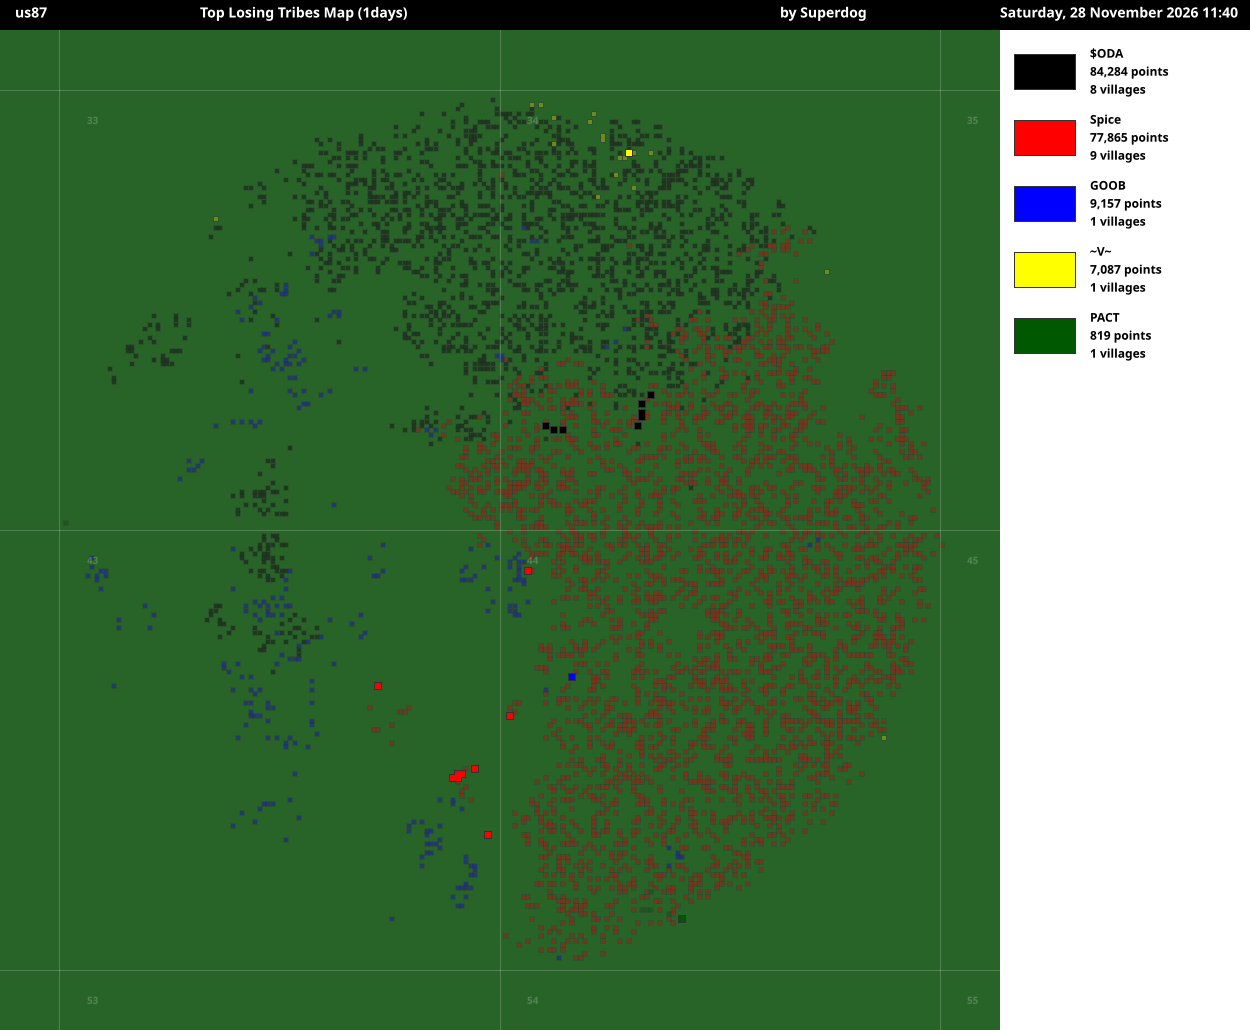 us87 Top Losing Tribes Map (1days) by Superdog Saturday, 28 November 2026 11:40
$ODA
84,284 points
8 villages
Spice
77,865 points
9 villages
GOOB
9,157 points
1 villages
~V~
7,087 points
1 villages
PACT
819 points
1 villages
33 34 35
43 44 45
53 54 55